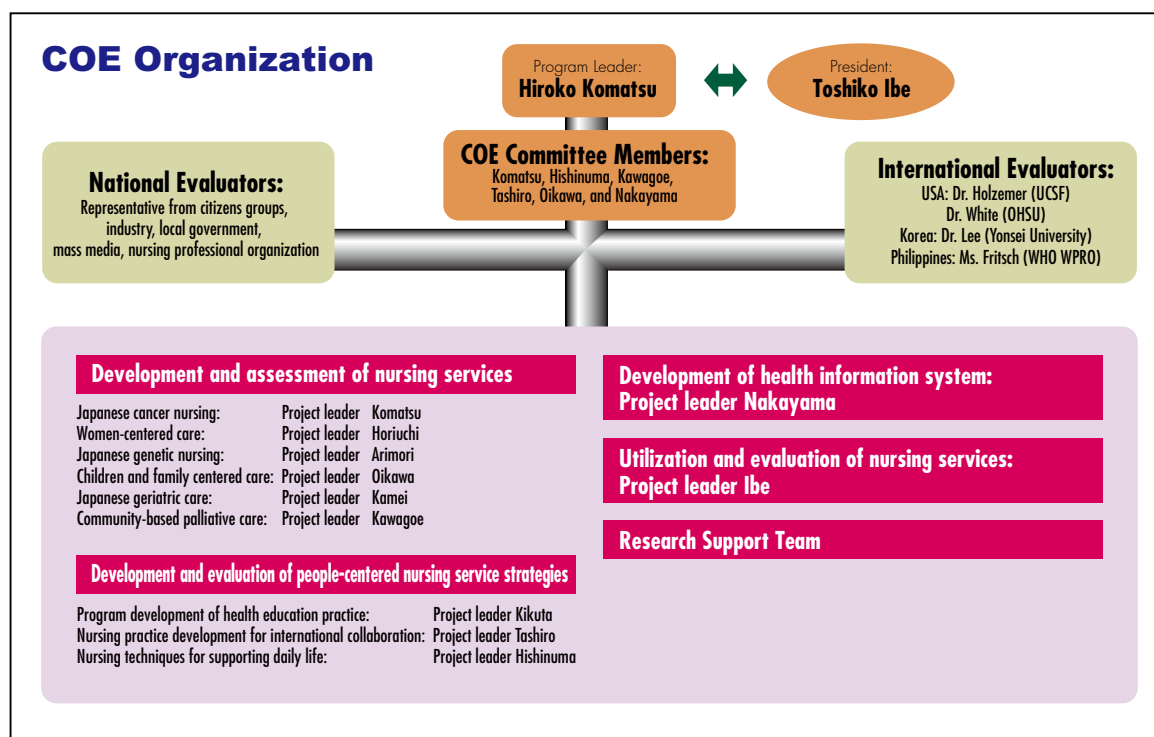 COE Organization
Program Leader:
Hiroko Komatsu
President:
Toshiko Ibe
COE Committee Members:
Komatsu, Hishinuma, Kawagoe,
Tashiro, Oikawa, and Nakayama
National Evaluators:
Representative from citizens groups,
industry, local government,
mass media, nursing professional organization
International Evaluators:
USA: Dr. Holzemer (UCSF)
Dr. White (OHSU)
Korea: Dr. Lee (Yonsei University)
Philippines: Ms. Fritsch (WHO WPRO)
Development and assessment of nursing services
Japanese cancer nursing: Project leader Komatsu
Women-centered care: Project leader Horiuchi
Japanese genetic nursing: Project leader Arimori
Children and family centered care: Project leader Oikawa
Japanese geriatric care: Project leader Kamei
Community-based palliative care: Project leader Kawagoe
Development and evaluation of people-centered nursing service strategies
Program development of health education practice: Project leader Kikuta
Nursing practice development for international collaboration: Project leader Tashiro
Nursing techniques for supporting daily life: Project leader Hishinuma
Development of health information system:
Project leader Nakayama
Utilization and evaluation of nursing services:
Project leader Ibe
Research Support Team